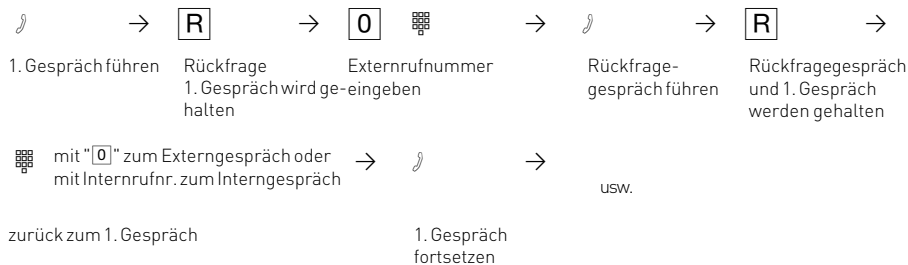 R 0 R
1. Gespräch führen Rückfrage Externrufnummer Rückfrage- Rückfragegespräch
1. Gespräch wird ge- eingeben gespräch führen und 1. Gespräch
halten werden gehalten
mit "0" zum Externgespräch oder
mit Internrufnr. zum Interngespräch
usw.
zurück zum 1. Gespräch 1. Gespräch
fortsetzen